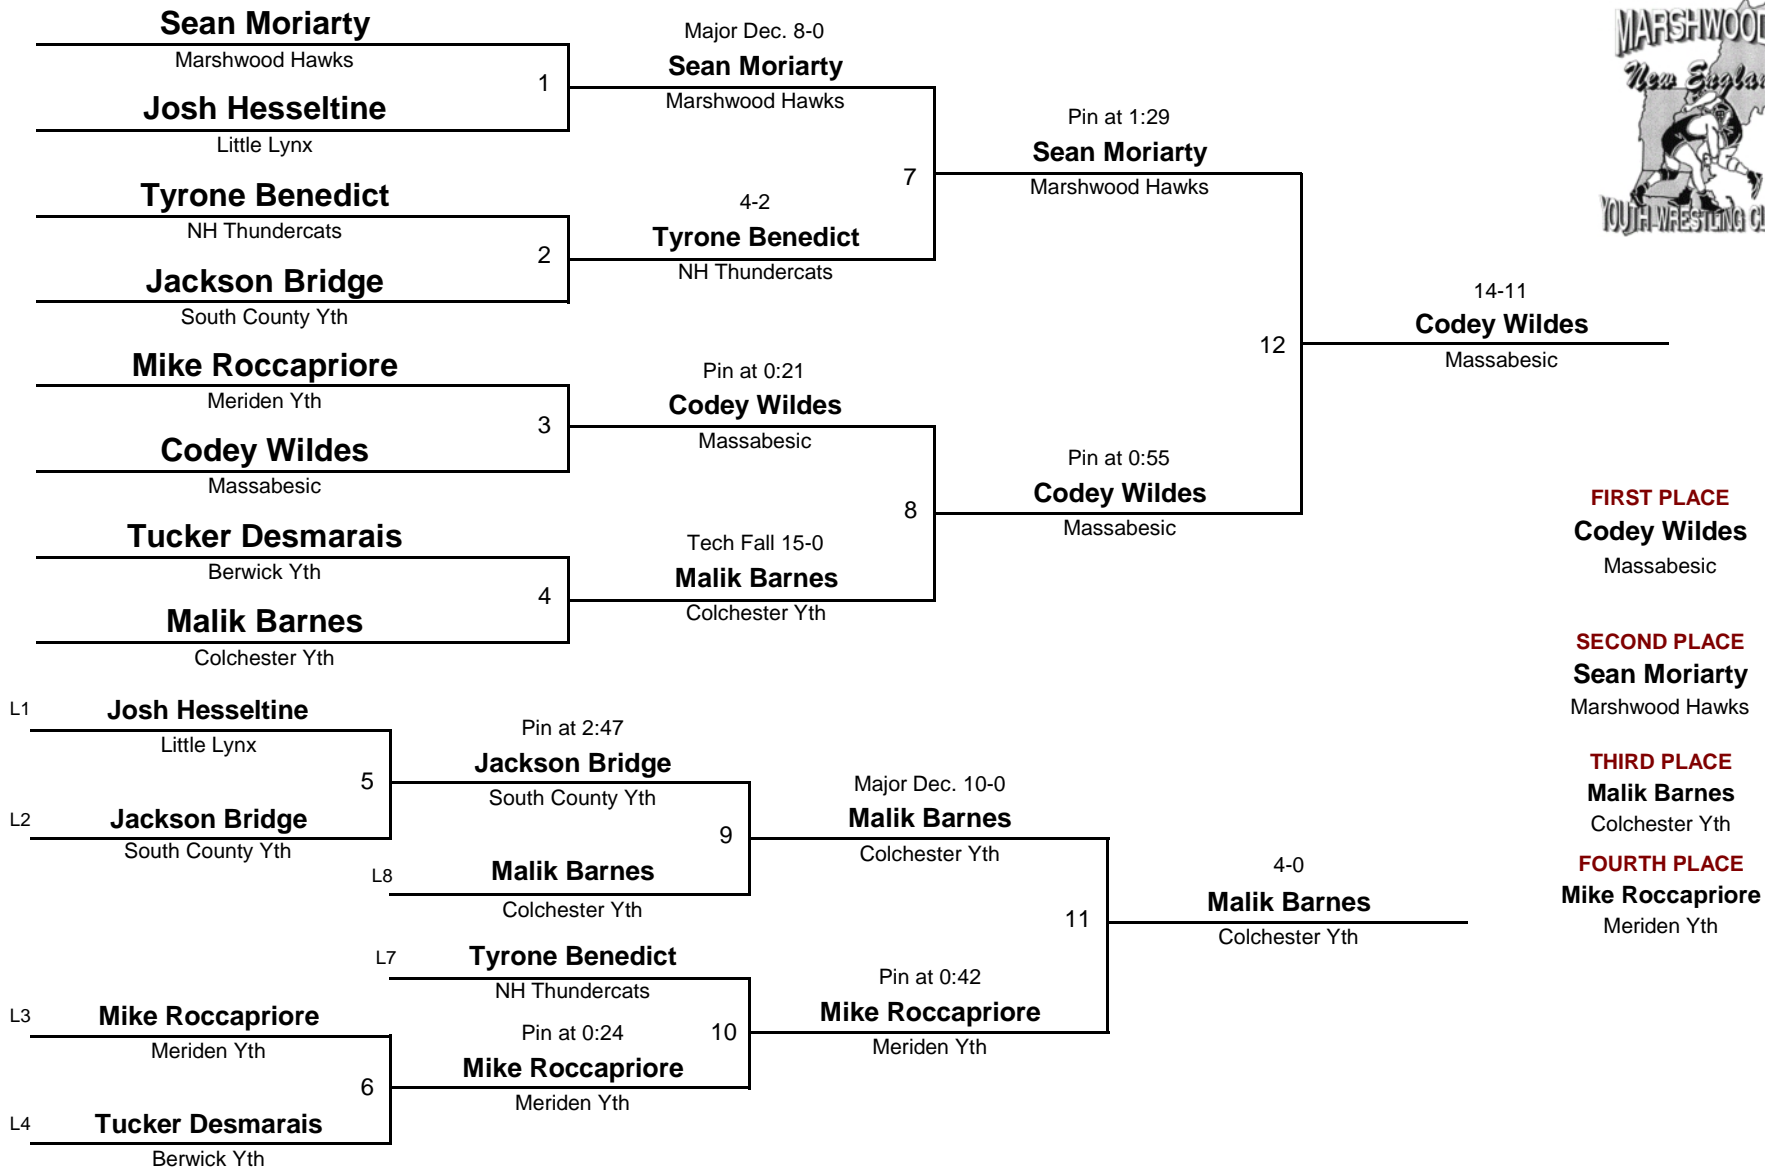 Sean Moriarty
Marshwood Hawks
1
Josh Hesseltine
Little Lynx
Tyrone Benedict
NH Thundercats
2
Jackson Bridge
South County Yth
Mike Roccapriore
Meriden Yth
3
Codey Wildes
Massabesic
Tucker Desmarais
Berwick Yth
4
Malik Barnes
Colchester Yth
Major Dec. 8-0
Sean Moriarty
Marshwood Hawks
7
4-2
Tyrone Benedict
NH Thundercats
Pin at 0:21
Codey Wildes
Massabesic
8
Tech Fall 15-0
Malik Barnes
Colchester Yth
Pin at 1:29
Sean Moriarty
Marshwood Hawks
12
Pin at 0:55
Codey Wildes
Massabesic
14-11
Codey Wildes
Massabesic
L1
Josh Hesseltine
Little Lynx
5
L2
Jackson Bridge
South County Yth
L3
Mike Roccapriore
Meriden Yth
6
L4
Tucker Desmarais
Berwick Yth
Pin at 2:47
Jackson Bridge
South County Yth
9
L8
Malik Barnes
Colchester Yth
L7
Tyrone Benedict
NH Thundercats
10
Pin at 0:24
Mike Roccapriore
Meriden Yth
Major Dec. 10-0
Malik Barnes
Colchester Yth
11
Pin at 0:42
Mike Roccapriore
Meriden Yth
4-0
Malik Barnes
Colchester Yth
MARSHWOOD
New Englan
YOUTH WRESTLING CL
FIRST PLACE
Codey Wildes
Massabesic
SECOND PLACE
Sean Moriarty
Marshwood Hawks
THIRD PLACE
Malik Barnes
Colchester Yth
FOURTH PLACE
Mike Roccapriore
Meriden Yth